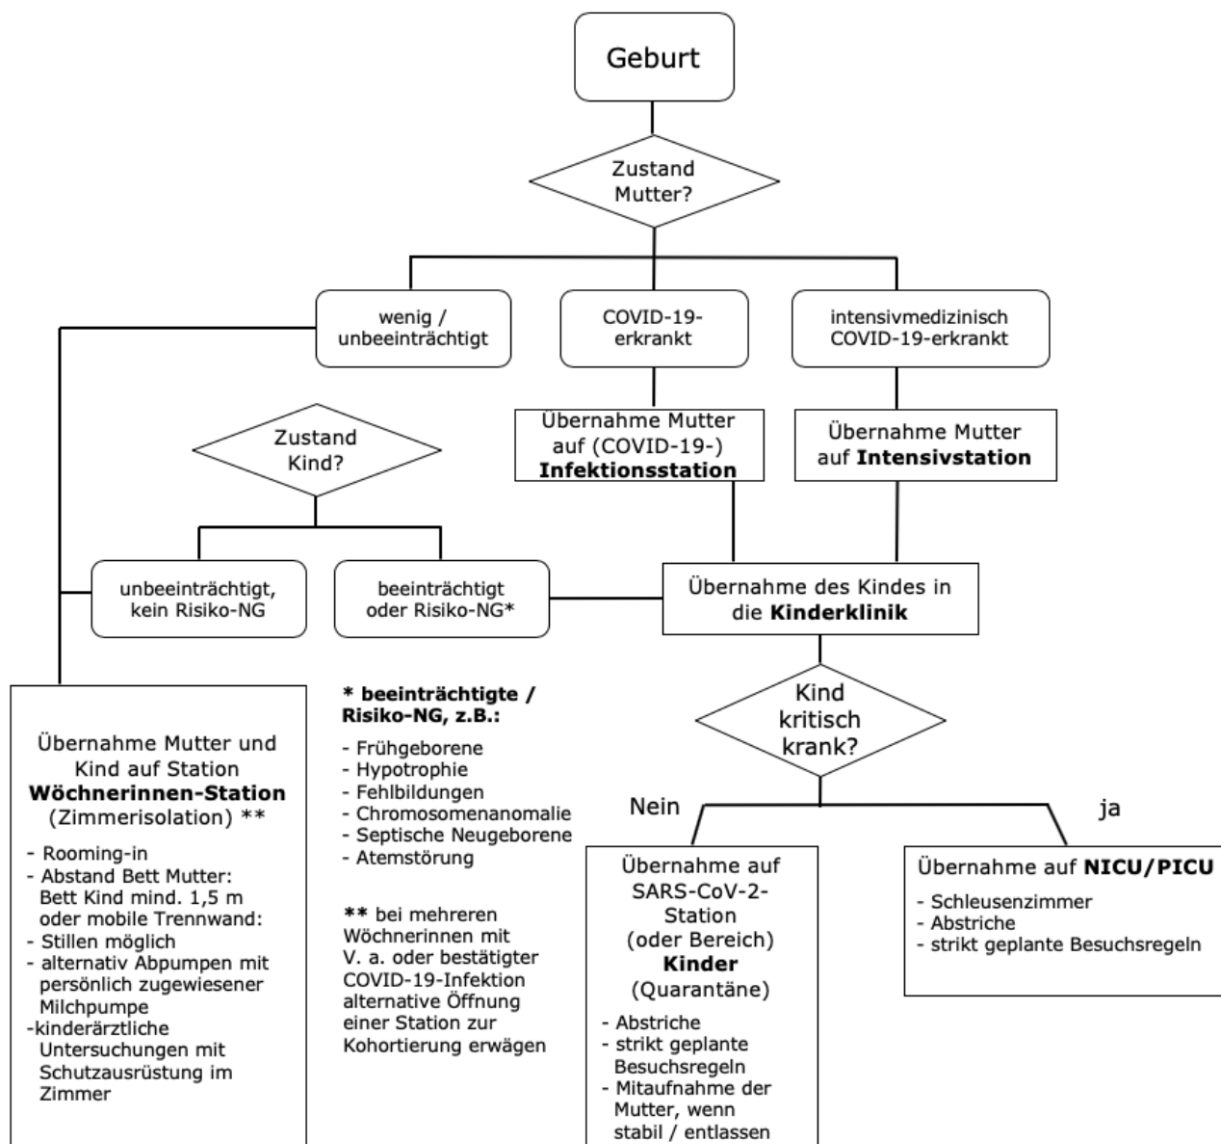 Geburt
Zustand
Mutter?
wenig /
unbeeinträchtigt
COVID-19-
erkrankt
intensivmedizinisch
COVID-19-erkrankt
Zustand
Kind?
Übernahme Mutter
auf (COVID-19-)
Infektionsstation
Übernahme Mutter
auf Intensivstation
unbeeinträchtigt,
kein Risiko-NG
beeinträchtigt
oder Risiko-NG*
Übernahme des Kindes in
die Kinderklinik
Übernahme Mutter und
Kind auf Station
Wöchnerinnen-Station
(Zimmerisolation) **
- Rooming-in
- Abstand Bett Mutter:
Bett Kind mind. 1,5 m
oder mobile Trennwand:
- Stillen möglich
- alternativ Abpumpen mit
persönlich zugewiesener
Milchpumpe
-kinderärztliche
Untersuchungen mit
Schutzausrüstung im
Zimmer
* beeinträchtigte /
Risiko-NG, z.B.:
- Frühgeborene
- Hypotrophie
- Fehlbildungen
- Chromosomenanomalie
- Septische Neugeborene
- Atemstörung
** bei mehreren
Wöchnerinnen mit
V. a. oder bestätigter
COVID-19-Infektion
alternative Öffnung
einer Station zur
Kohortierung erwägen
Kind
kritisch
krank?
Nein
ja
Übernahme auf
SARS-CoV-2-
Station
(oder Bereich)
Kinder
(Quarantäne)
- Abstriche
- strikt geplante
Besuchsregeln
- Mitaufnahme der
Mutter, wenn
stabil / entlassen
Übernahme auf NICU/PICU
- Schleusenzimmer
- Abstriche
- strikt geplante Besuchsregeln